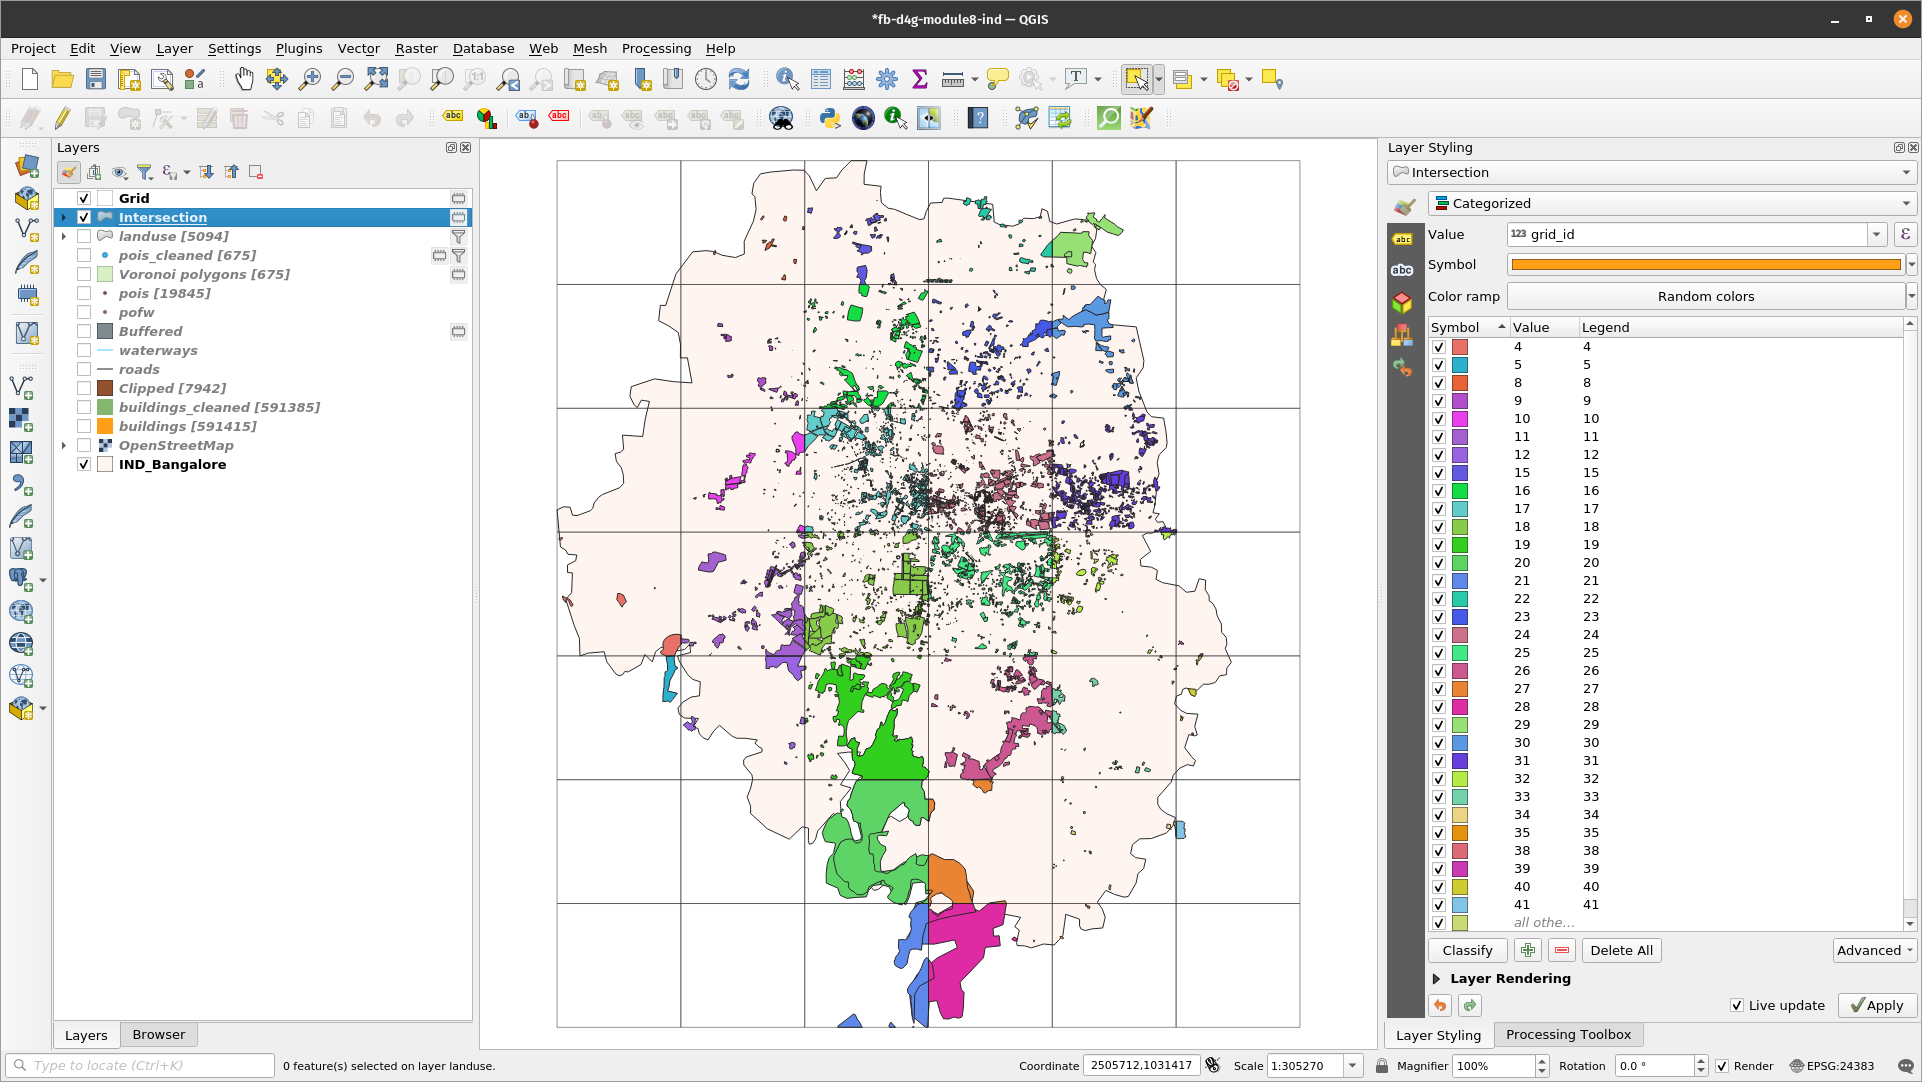 *fb-d4g-module8-ind — QGIS
Project Edit View Layer Settings Plugins Vector Raster Database Web Mesh Processing Help
Layers
Grid
Intersection
landuse [5094]
pois_cleaned [675]
Voronoi polygons [675]
pois [19845]
pofw
Buffered
waterways
roads
Clipped [7942]
buildings_cleaned [591385]
buildings [591415]
OpenStreetMap
IND_Bangalore
Layers Browser
Layer Styling
Intersection
Categorized
Value 123 grid_id
Symbol
Color ramp Random colors
Symbol Value Legend
4 4
5 5
8 8
9 9
10 10
11 11
12 12
15 15
16 16
17 17
18 18
19 19
20 20
21 21
22 22
23 23
24 24
25 25
26 26
27 27
28 28
29 29
30 30
31 31
32 32
33 33
34 34
35 35
38 38
39 39
40 40
41 41
all othe...
Classify Delete All Advanced
Layer Rendering
Live update Apply
Layer Styling Processing Toolbox
Type to locate (Ctrl+K) 0 feature(s) selected on layer landuse. Coordinate 2505712,1031417 Scale 1:305270 Magnifier 100% Rotation 0.0 ° Render EPSG:24383